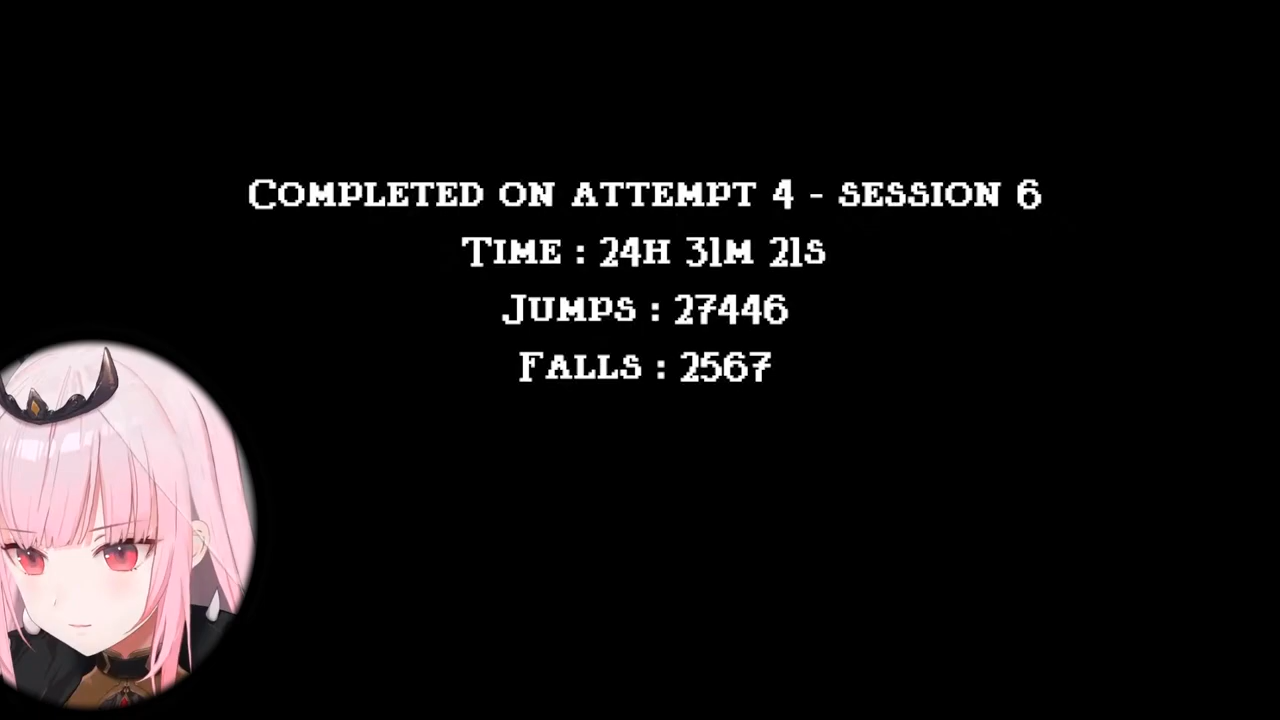 Completed on attempt 4 - session 6
Time : 24h 31m 21s
Jumps : 27446
Falls : 2567